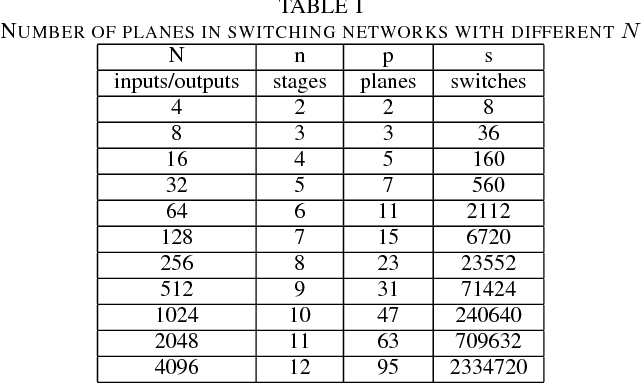 TABLE I
NUMBER OF PLANES IN SWITCHING NETWORKS WITH DIFFERENT N
N n p s
inputs/outputs stages planes switches
4 2 2 8
8 3 3 36
16 4 5 160
32 5 7 560
64 6 11 2112
128 7 15 6720
256 8 23 23552
512 9 31 71424
1024 10 47 240640
2048 11 63 709632
4096 12 95 2334720